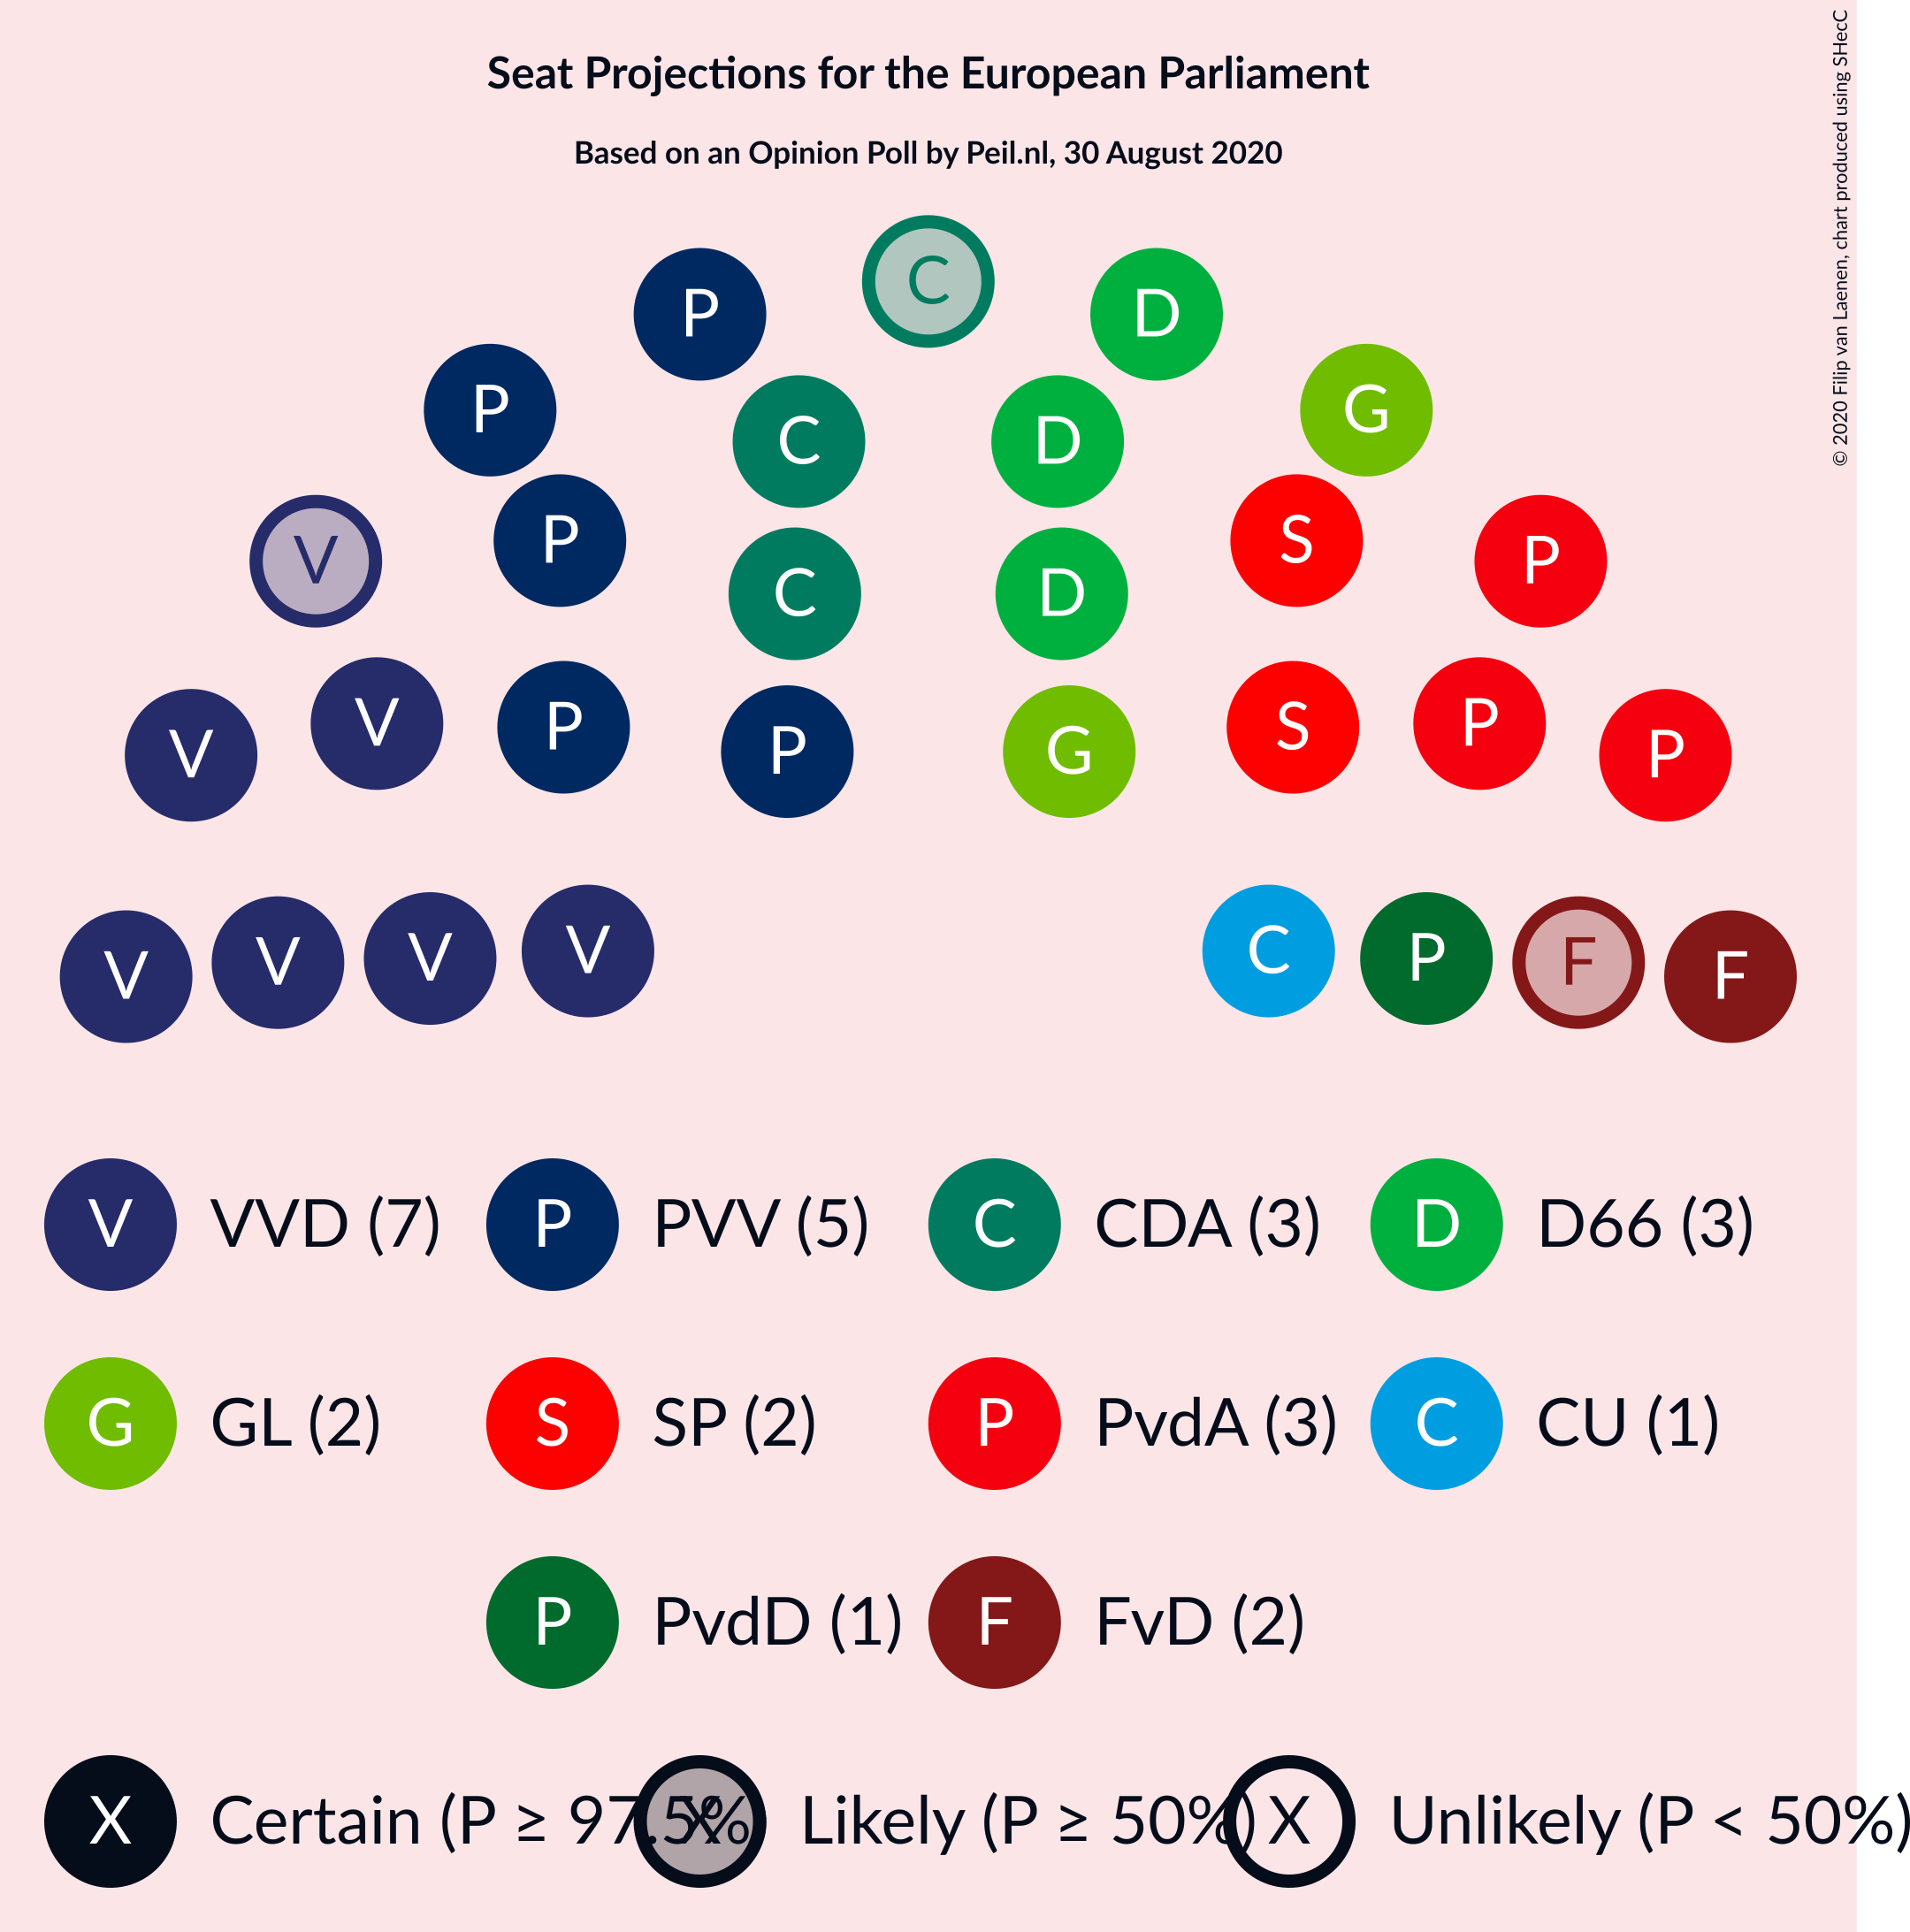 Seat Projections for the European Parliament
Based on an Opinion Poll by Peil.nl, 30 August 2020
© 2020 Filip van Laenen, chart produced using SHecC
C
P D
P G
C D
P S
V P
C D
V P S P
P G
V P
V V V V C P F F
V VVD (7) P PVV (5) C CDA (3) D D66 (3)
G GL (2) S SP (2) P PvdA (3) C CU (1)
P PvdD (1) F FvD (2)
X Certain (P ≥ 97.5% X Likely (P ≥ 50%) X Unlikely (P < 50%)